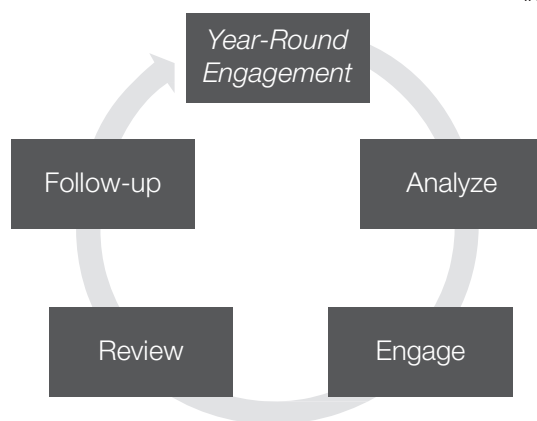 Year-Round
Engagement
Analyze
Engage
Review
Follow-up